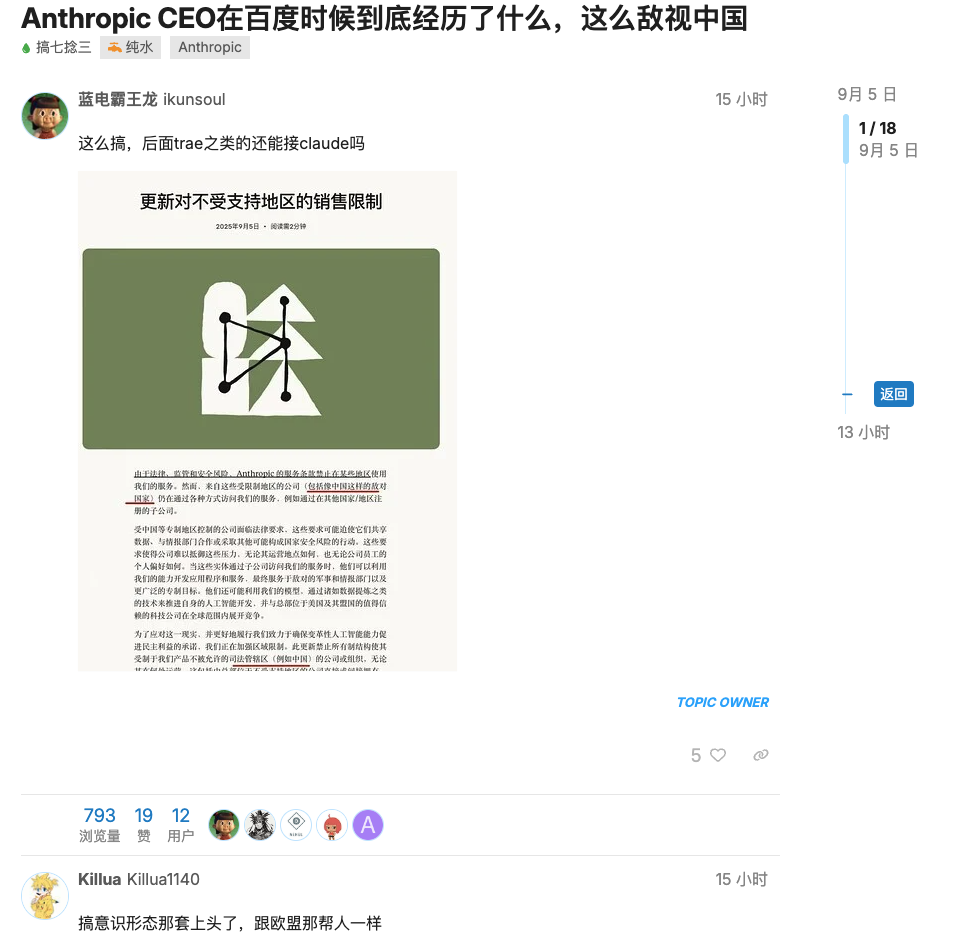 Anthropic CEO在百度时候到底经历了什么，这么敌视中国
搞七捻三 纯水 Anthropic
蓝电霸王龙 ikunsoul 15 小时
这么搞，后面trae之类的还能接claude吗
更新对不受支持地区的销售限制
2025年9月5日 • 阅读需2分钟
由于法律、监管和安全风险，Anthropic 的服务条款禁止在某些地区使用
我们的服务。然而，来自这些受限制地区的公司（包括像中国这样的敌对
国家）仍在通过各种方式访问我们的服务，例如通过在其他国家/地区注
册的子公司。
受中国等专制地区控制的公司面临法律要求，这些要求可能迫使它们共享
数据、与情报部门合作或采取其他可能构成国家安全风险的行动。这些要
求使得公司难以抵御这些压力，无论其运营地点如何，也无论公司员工的
个人偏好如何。当这些实体通过子公司访问我们的服务时，他们可以利用
我们的能力开发应用程序和服务，最终服务于敌对的军事和情报部门以及
更广泛的专制目标。他们还可能利用我们的模型，通过诸如数据提炼之类
的技术来推进自身的人工智能开发，并与总部位于美国及其盟国的值得信
赖的科技公司在全球范围内展开竞争。
为了应对这一现实，并更好地履行我们致力于确保变革性人工智能能力促
进民主利益的承诺，我们正在加强区域限制。此更新禁止所有制结构使其
受制于我们产品不被允许的司法管辖区（例如中国）的公司或组织，无论
TOPIC OWNER
5
793 19 12
浏览量 赞 用户
A
Killua Killua1140 15 小时
搞意识形态那套上头了，跟欧盟那帮人一样
9月 5 日
1 / 18
9月 5 日
返回
13 小时